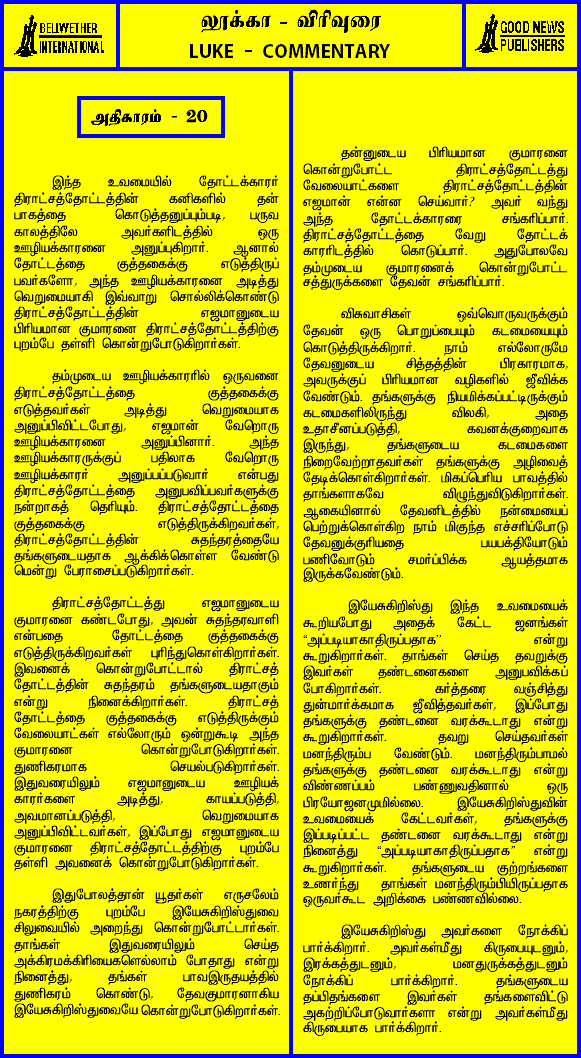 BELWETHER
INTERNATIONAL
லூக்கா - விரிவுரை
LUKE - COMMENTARY
GOOD NEWS
PUBLISHERS
அதிகாரம் - 20
இந்த உவமையில் தோட்டக்காரர்
திராட்சத்தோட்டத்தின் கனிகளில் தன்
பாகத்தை கொடுத்தனுப்பும்படி, பருவ
காலத்திலே அவர்களிடத்தில் ஒரு
ஊழியக்காரனை அனுப்புகிறார். ஆனால்
தோட்டத்தை குத்தகைக்கு எடுத்திருப்
பவர்களோ, அந்த ஊழியக்காரனை அடித்து
வெறுமையாகி இவ்வாறு சொல்லிக்கொண்டு
திராட்சத்தோட்டத்தின் எஜமானுடைய
பிரியமான குமாரனை திராட்சத்தோட்டத்திற்கு
புறம்பே தள்ளி கொன்றுபோடுகிறார்கள்.
தம்முடைய ஊழியக்காரரில் ஒருவனை
திராட்சத்தோட்டத்தை குத்தகைக்கு
எடுத்தவர்கள் அடித்து வெறுமையாக
அனுப்பிவிட்டபோது, எஜமான் வேறொரு
ஊழியக்காரனை அனுப்பினார். அந்த
ஊழியக்காரருக்குப் பதிலாக வேறொரு
ஊழியக்காரர் அனுப்பப்படுவார் என்பது
திராட்சத்தோட்டத்தை அனுபவிப்பவர்களுக்கு
நன்றாகத் தெரியும். திராட்சத்தோட்டத்தை
குத்தகைக்கு எடுத்திருக்கிறவர்கள்,
திராட்சத்தோட்டத்தின் சுதந்தரத்தையே
தங்களுடையதாக ஆக்கிக்கொள்ள வேண்டு
மென்று பேராசைப்படுகிறார்கள்.
திராட்சத்தோட்டத்து எஜமானுடைய
குமாரனை கண்டபோது, அவன் சுதந்தரவாளி
என்பதை தோட்டத்தை குத்தகைக்கு
எடுத்திருக்கிறவர்கள் புரிந்துகொள்கிறார்கள்.
இவனைக் கொன்றுபோட்டால் திராட்சத்
தோட்டத்தின் சுதந்தரம் தங்களுடையதாகும்
என்று நினைக்கிறார்கள். திராட்சத்
தோட்டத்தை குத்தகைக்கு எடுத்திருக்கும்
வேலையாட்கள் எல்லோரும் ஒன்றுகூடி அந்த
குமாரனை கொன்றுபோடுகிறார்கள்.
துணிகரமாக செயல்படுகிறார்கள்.
இதுவரையிலும் எஜமானுடைய ஊழியக்
காரர்களை அடித்து, காயப்படுத்தி,
அவமானப்படுத்தி, வெறுமையாக
அனுப்பிவிட்டவர்கள், இப்போது எஜமானுடைய
குமாரனை திராட்சத்தோட்டத்திற்கு புறம்பே
தள்ளி அவனைக் கொன்றுபோடுகிறார்கள்.
இதுபோலத்தான் யூதர்கள் எருசலேம்
நகரத்திற்கு புறம்பே இயேசுகிறிஸ்துவை
சிலுவையில் அறைந்து கொன்றுபோட்டார்கள்.
தாங்கள் இதுவரையிலும் செய்த
அக்கிரமக்கிரியைகளெல்லாம் போதாது என்று
நினைத்து, தங்கள் பாவஇருதயத்தில்
துணிகரம் கொண்டு, தேவகுமாரனாகிய
இயேசுகிறிஸ்துவையே கொன்றுபோடுகிறார்கள்.
தன்னுடைய பிரியமான குமாரனை
கொன்றுபோட்ட திராட்சத்தோட்டத்து
வேலையாட்களை திராட்சத்தோட்டத்தின்
எஜமான் என்ன செய்வார்? அவர் வந்து
அந்த தோட்டக்காரரை சங்கரிப்பார்.
திராட்சத்தோட்டத்தை வேறு தோட்டக்
காரரிடத்தில் கொடுப்பார். அதுபோலவே
தம்முடைய குமாரனைக் கொன்றுபோட்ட
சத்துருக்களை தேவன் சங்கரிப்பார்.
விசுவாசிகள் ஒவ்வொருவருக்கும்
தேவன் ஒரு பொறுப்பையும் கடமையையும்
கொடுத்திருக்கிறார். நாம் எல்லோருமே
தேவனுடைய சித்தத்தின் பிரகாரமாக,
அவருக்குப் பிரியமான வழிகளில் ஜீவிக்க
வேண்டும். தங்களுக்கு நியமிக்கப்பட்டிருக்கும்
கடமைகளிலிருந்து விலகி, அதை
உதாசீனப்படுத்தி, கவனக்குறைவாக
இருந்து, தங்களுடைய கடமைகளை
நிறைவேற்றாதவர்கள் தங்களுக்கு அழிவைத்
தேடிக்கொள்கிறார்கள். மிகப்பெரிய பாவத்தில்
தாங்களாகவே விழுந்துவிடுகிறார்கள்.
ஆகையினால் தேவனிடத்தில் நன்மையைப்
பெற்றுக்கொள்கிற நாம் மிகுந்த எச்சரிப்போடு
தேவனுக்குரியதை பயபக்தியோடும்
பணிவோடும் சமர்ப்பிக்க ஆயத்தமாக
இருக்கவேண்டும்.
இயேசுகிறிஸ்து இந்த உவமையைக்
கூறியபோது அதைக் கேட்ட ஜனங்கள்
“அப்படியாகாதிருப்பதாக” என்று
கூறுகிறார்கள். தாங்கள் செய்த தவறுக்கு
இவர்கள் தண்டனைகளை அனுபவிக்கப்
போகிறார்கள். கர்த்தரை வஞ்சித்து
துன்மார்க்கமாக ஜீவித்தவர்கள், இப்போது
தங்களுக்கு தண்டனை வரக்கூடாது என்று
கூறுகிறார்கள். தவறு செய்தவர்கள்
மனந்திரும்ப வேண்டும். மனந்திரும்பாமல்
தங்களுக்கு தண்டனை வரக்கூடாது என்று
விண்ணப்பம் பண்ணுவதினால் ஒரு
பிரயோஜனமுமில்லை. இயேசுகிறிஸ்துவின்
உவமையைக் கேட்டவர்கள், தங்களுக்கு
இப்படிப்பட்ட தண்டனை வரக்கூடாது என்று
நினைத்து “அப்படியாகாதிருப்பதாக” என்று
கூறுகிறார்கள். தங்களுடைய குற்றங்களை
உணர்ந்து தாங்கள் மனந்திரும்பியிருப்பதாக
ஒருவர்கூட அறிக்கை பண்ணவில்லை.
இயேசுகிறிஸ்து அவர்களை நோக்கிப்
பார்க்கிறார். அவர்கள்மீது கிருபையுடனும்,
இரக்கத்துடனும், மனதுருக்கத்துடனும்
நோக்கிப் பார்க்கிறார். தங்களுடைய
தப்பிதங்களை இவர்கள் தங்களைவிட்டு
அகற்றிப்போடுவார்களா என்று அவர்கள்மீது
கிருபையாக பார்க்கிறார்.